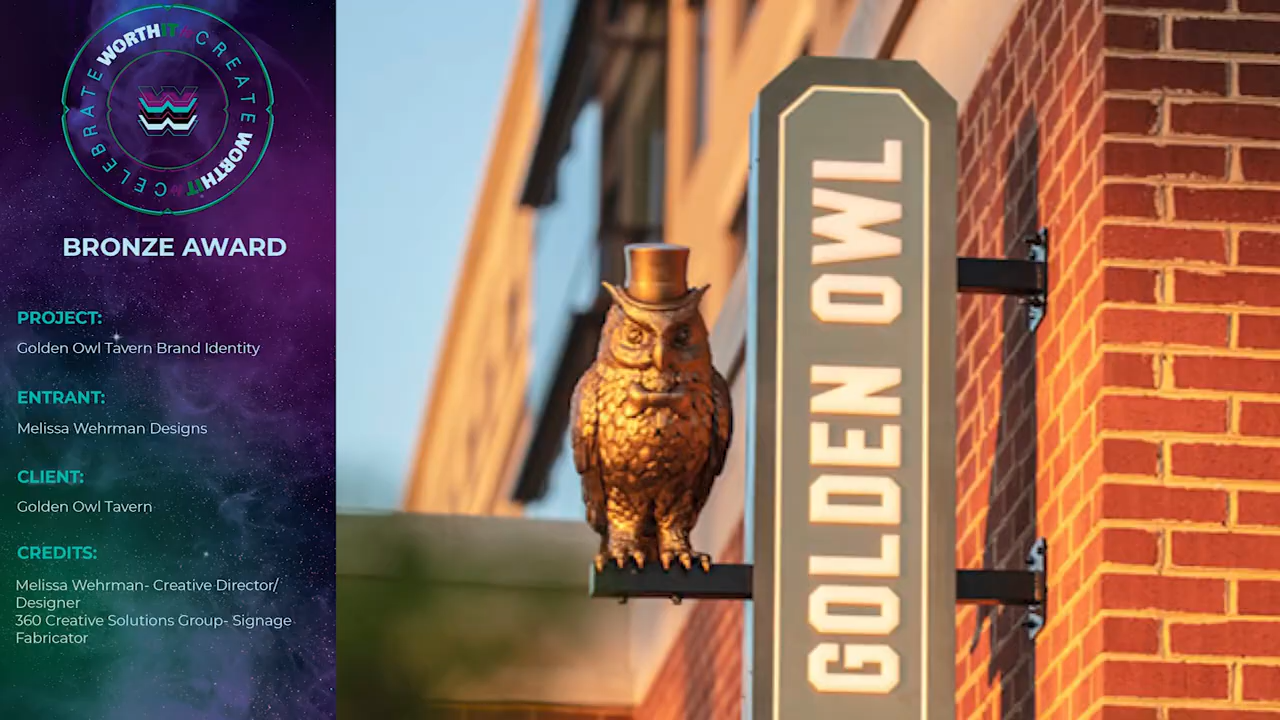 WORTHIT
CREATE
WORTHIT
CELEBRATE
W
BRONZE AWARD
PROJECT:
Golden Owl Tavern Brand Identity
ENTRANT:
Melissa Wehrman Designs
CLIENT:
Golden Owl Tavern
CREDITS:
Melissa Wehrman- Creative Director/
Designer
360 Creative Solutions Group- Signage
Fabricator
GOLDEN OWL